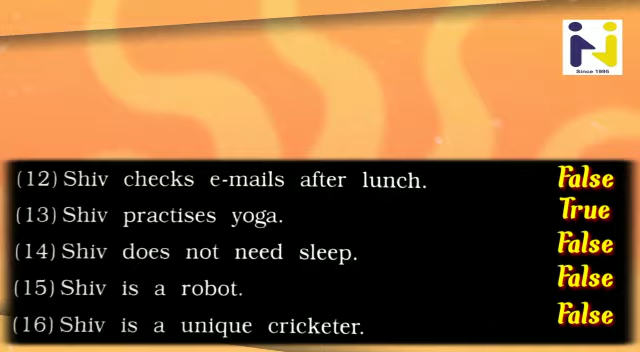 Since 1995
(12) Shiv checks e-mails after lunch. False
(13) Shiv practises yoga. True
(14) Shiv does not need sleep. False
(15) Shiv is a robot. False
(16) Shiv is a unique cricketer. False